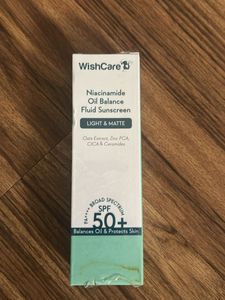 WishCare
Niacinamide
Oil Balance
Fluid Sunscreen
LIGHT & MATTE
Oats Extract, Zinc PCA,
CICA & Ceramides
PA++++ BROAD SPECTRUM
SPF
50+
Balances Oil & Protects Skin